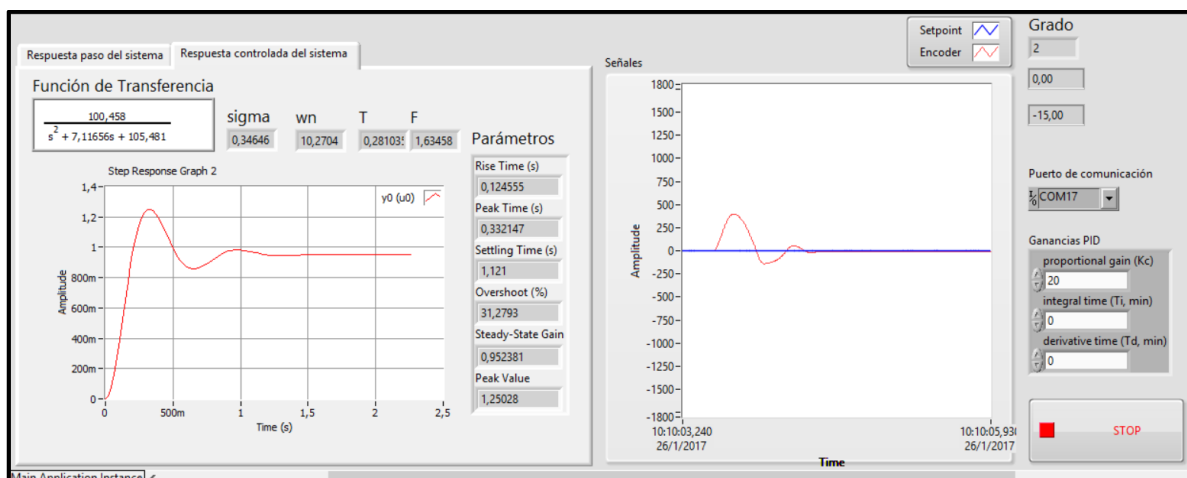 Respuesta paso del sistema
Respuesta controlada del sistema
Función de Transferencia
100,458
s² + 7,11656s + 105,481
sigma
0,34646
wn
10,2704
T
0,28103
F
1,63458
Step Response Graph 2
y0 (u0)
1,4
1,2
1
800m
600m
400m
200m
0
Amplitude
0
500m
1
1,5
2
2,5
Time (s)
Parámetros
Rise Time (s)
0,124555
Peak Time (s)
0,332147
Settling Time (s)
1,121
Overshoot (%)
31,2793
Steady-State Gain
0,952381
Peak Value
1,25028
Señales
Setpoint
Encoder
1800
1500
1250
1000
750
500
250
0
-250
-500
-750
-1000
-1250
-1500
-1800
Amplitude
10:10:03,240
26/1/2017
10:10:05,930
26/1/2017
Time
Grado
2
0,00
-15,00
Puerto de comunicación
COM17
Ganancias PID
proportional gain (Kc)
20
integral time (Ti, min)
0
derivative time (Td, min)
0
STOP
Main Application Instance